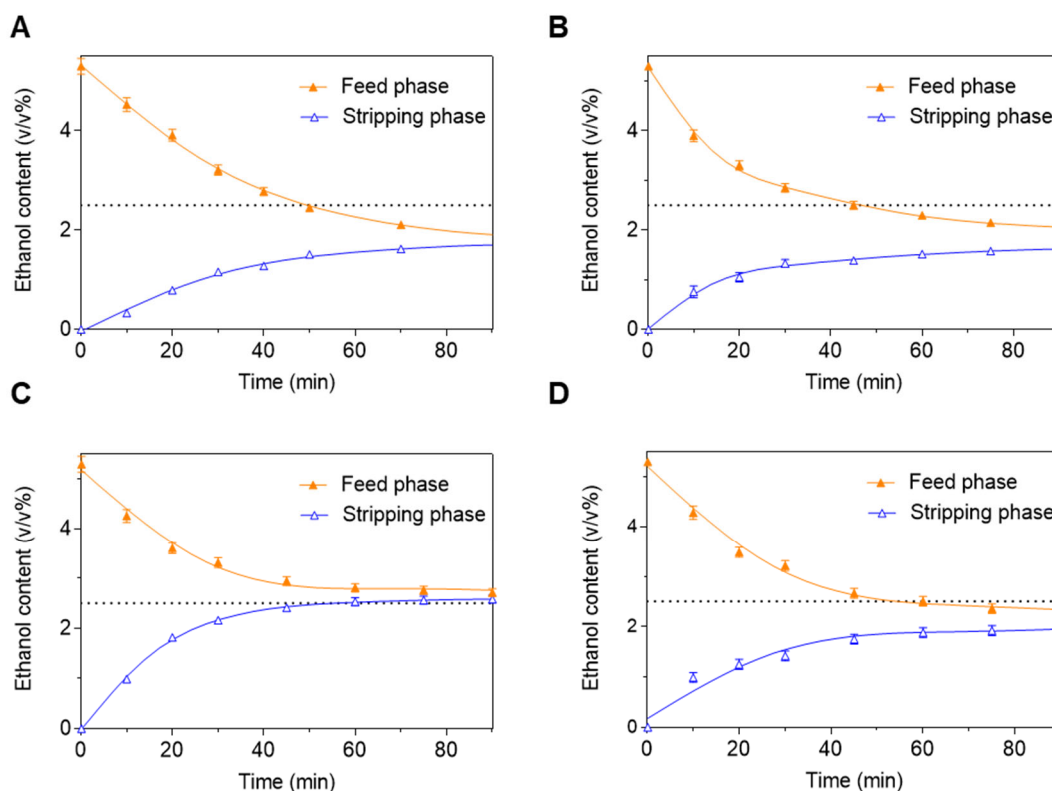 A
Ethanol content (v/v%)
4
2
0
Feed phase
Stripping phase
0 20 40 60 80
Time (min)
B
Ethanol content (v/v%)
4
2
0
Feed phase
Stripping phase
0 20 40 60 80
Time (min)
C
Ethanol content (v/v%)
4
2
0
Feed phase
Stripping phase
0 20 40 60 80
Time (min)
D
Ethanol content (v/v%)
4
2
0
Feed phase
Stripping phase
0 20 40 60 80
Time (min)